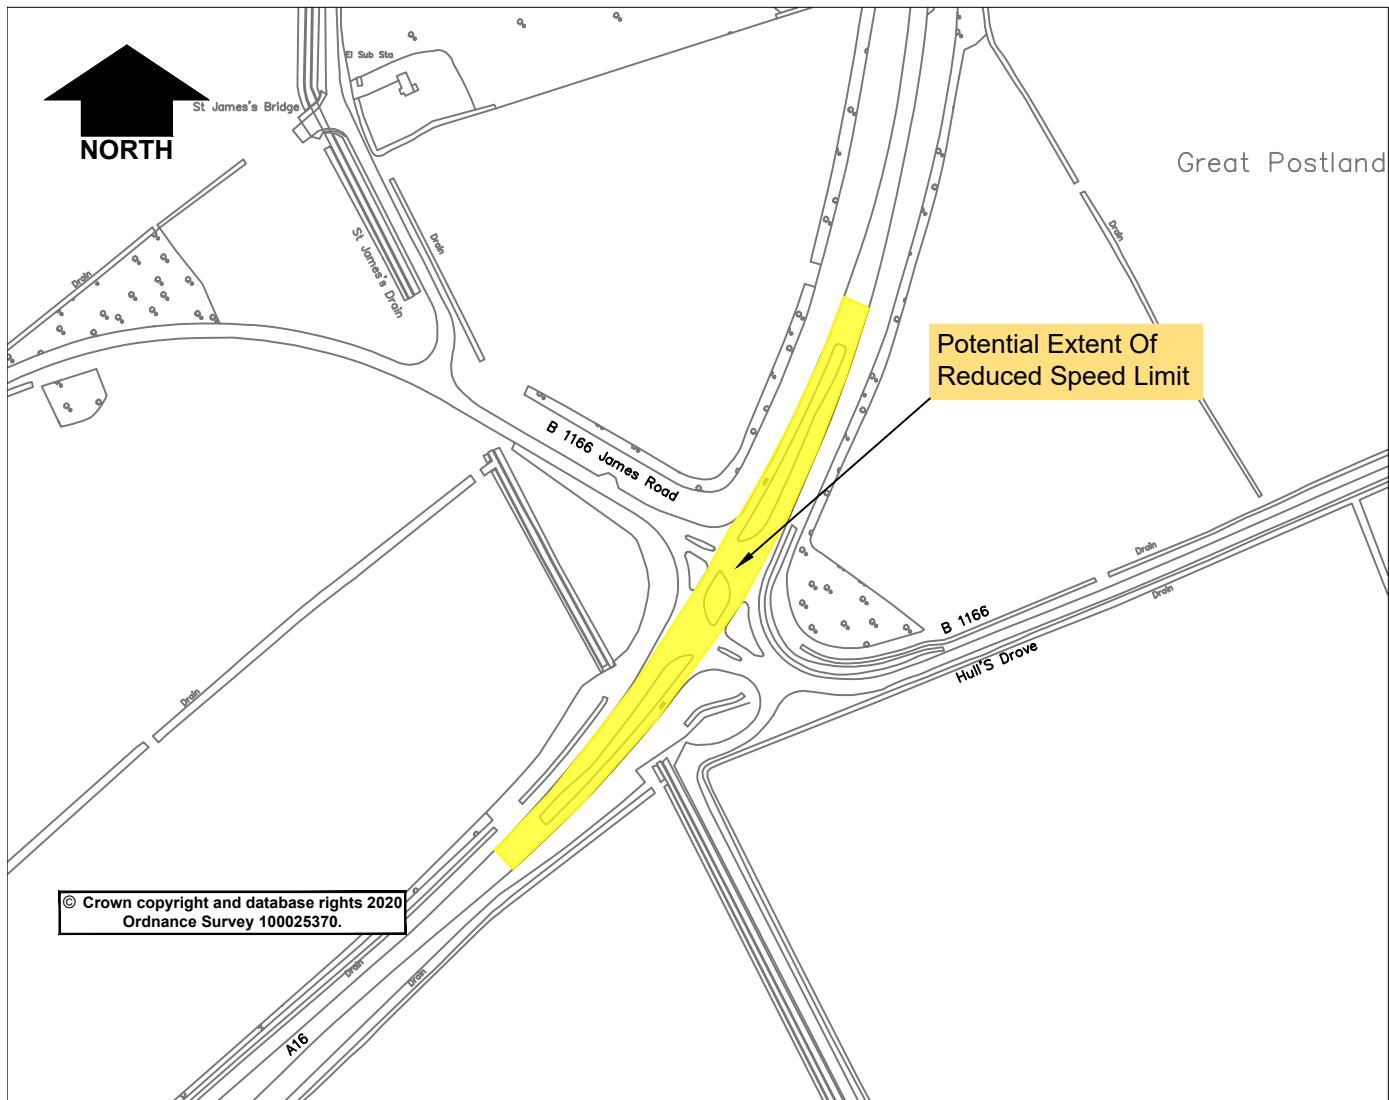 El Sub Sta
St James's Bridge
NORTH
Great Postland
Drain
St James's Drain
Drain
Drain
Potential Extent Of
Reduced Speed Limit
B 1166 James Road
Drain
Drain
B 1166
Hull'S Drove
Drain
© Crown copyright and database rights 2020
Ordnance Survey 100025370.
Drain
Drain
A16